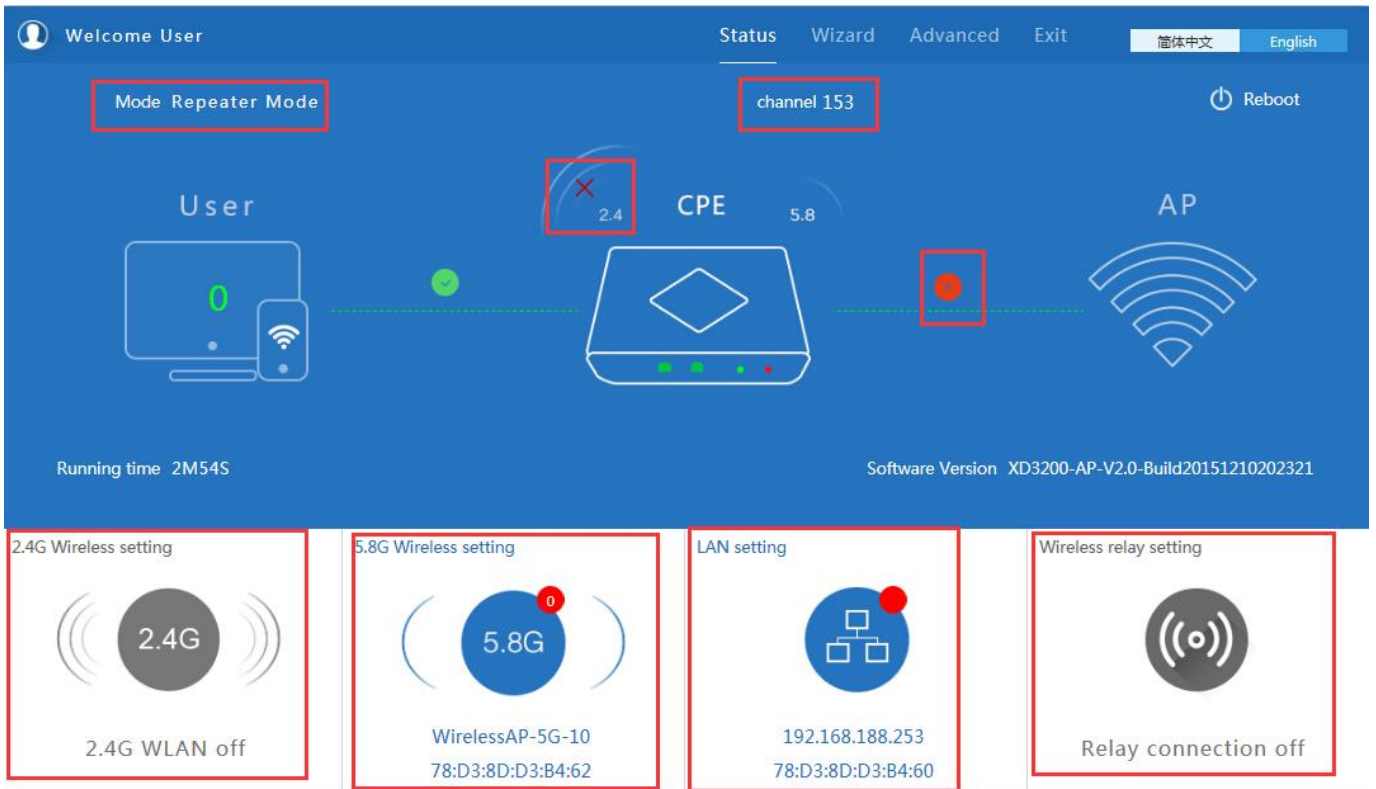 Welcome User
Status Wizard Advanced Exit 简体中文 English
Mode Repeater Mode
channel 153
Reboot
User
2.4
CPE
5.8
AP
0
Running time 2M54S
Software Version XD3200-AP-V2.0-Build20151210202321
2.4G Wireless setting
2.4G
2.4G WLAN off
5.8G Wireless setting
0
5.8G
WirelessAP-5G-10
78:D3:8D:D3:B4:62
LAN setting
192.168.188.253
78:D3:8D:D3:B4:60
Wireless relay setting
Relay connection off